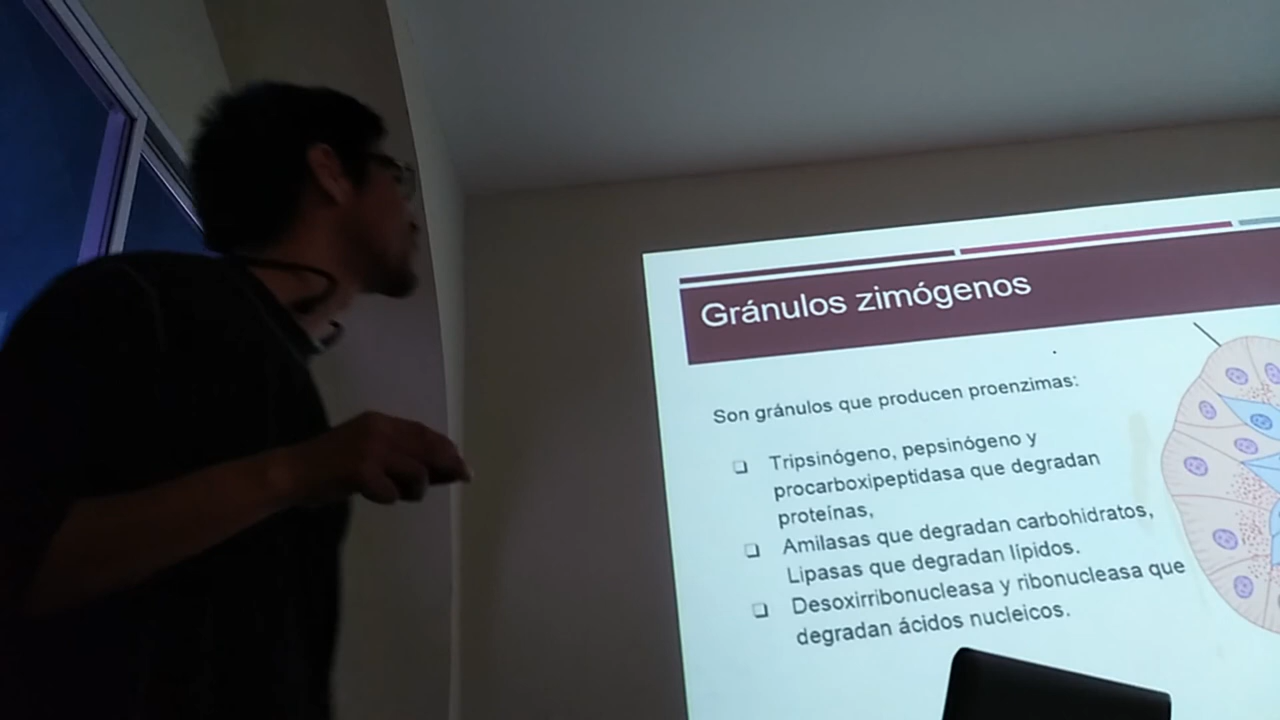 Gránulos zimógenos
Son gránulos que producen proenzimas:
Tripsinógeno, pepsinógeno y
procarboxipeptidasa que degradan
proteínas,
Amilasas que degradan carbohidratos,
Lipasas que degradan lípidos.
Desoxirribonucleasa y ribonucleasa que
degradan ácidos nucleicos.